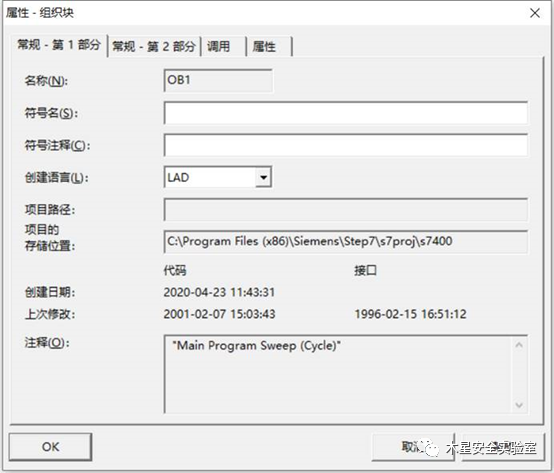 属性 - 组织块
常规 - 第 1 部分 常规 - 第 2 部分 调用 属性
名称(N): OB1
符号名(S):
符号注释(C):
创建语言(L): LAD
项目路径:
项目的
存储位置: C:\Program Files (x86)\Siemens\Step7\s7proj\s7400
代码 接口
创建日期: 2020-04-23 11:43:31
上次修改: 2001-02-07 15:03:43 1996-02-15 16:51:12
注释(O): "Main Program Sweep (Cycle)"
OK 取消
木星安全实验室